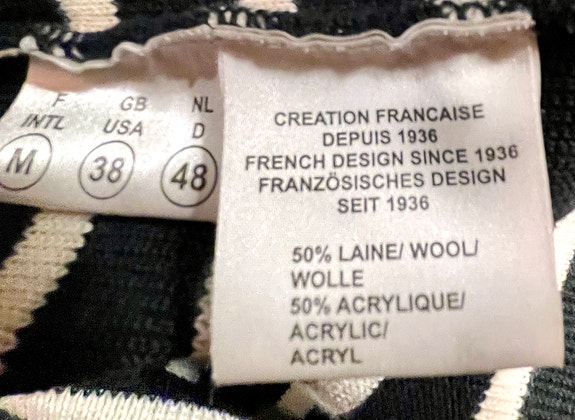 F GB NL
INTL USA D
M 38 48
CREATION FRANCAISE
DEPUIS 1936
FRENCH DESIGN SINCE 1936
FRANZÖSISCHES DESIGN
SEIT 1936
50% LAINE/ WOOL/
WOLLE
50% ACRYLIQUE/
ACRYLIC/
ACRYL